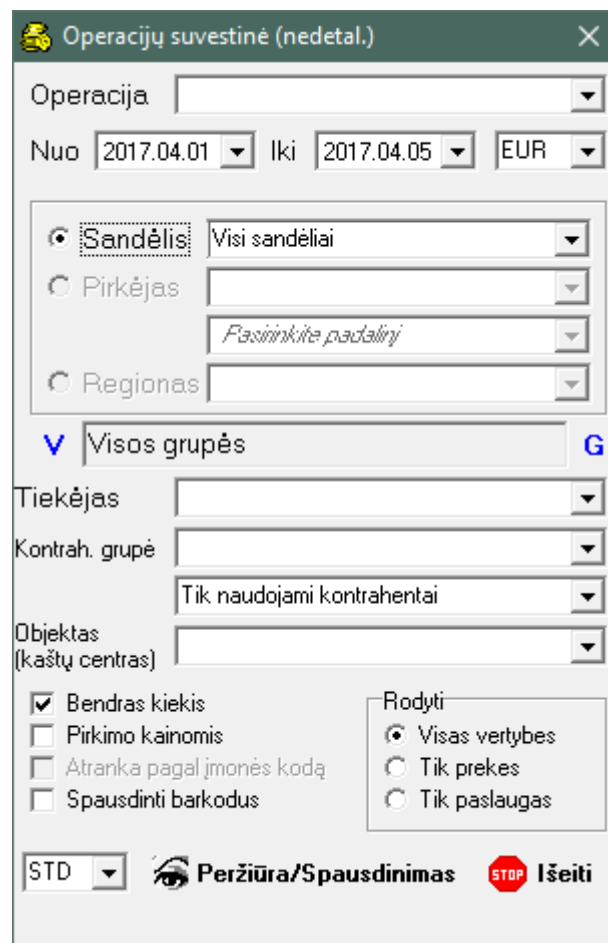 Operacijų suvestinė (nedetal.)
Operacija
Nuo 2017.04.01 Iki 2017.04.05 EUR
Sandėlis Visi sandėliai
Pirkėjas
Pasirinkite padalinį
Regionas
V Visos grupės G
Tiekėjas
Kontrah. grupė
Tik naudojami kontrahentai
Objektas
(kaštų centras)
Bendras kiekis
Pirkimo kainomis
Atranka pagal įmonės kodą
Spausdinti barkodus
Rodyti
Visas vertybes
Tik prekes
Tik paslaugas
STD Peržiūra/Spausdinimas STOP Išeiti